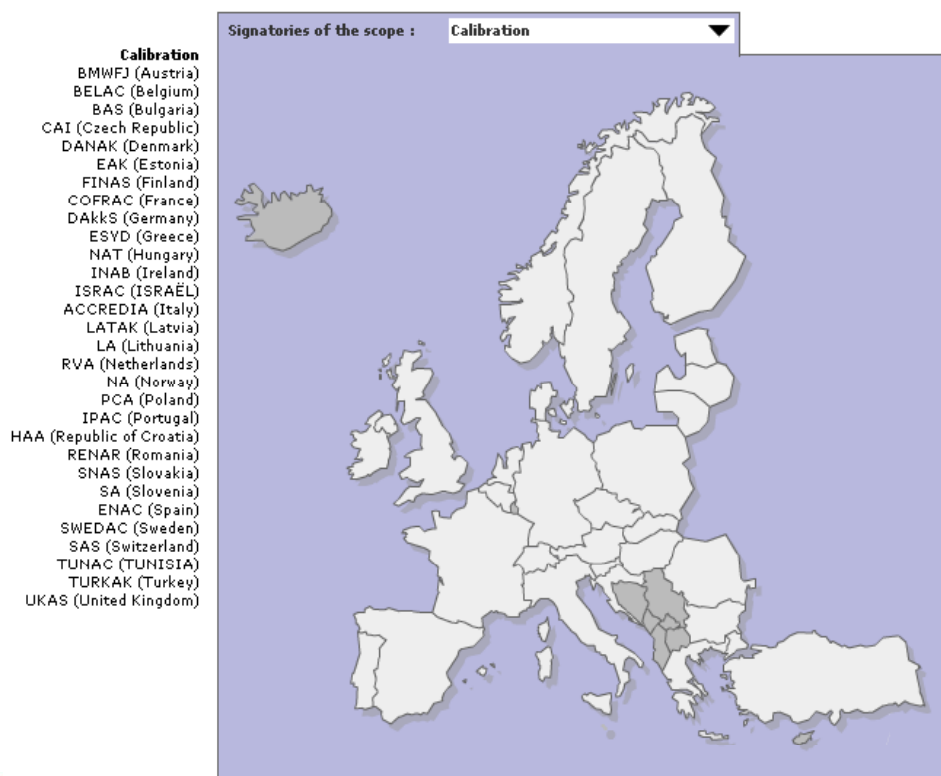 Signatories of the scope : Calibration
Calibration
BMWFJ (Austria)
BELAC (Belgium)
BAS (Bulgaria)
CAI (Czech Republic)
DANAK (Denmark)
EAK (Estonia)
FINAS (Finland)
COFRAC (France)
DAkkS (Germany)
ESYD (Greece)
NAT (Hungary)
INAB (Ireland)
ISRAC (ISRAËL)
ACCREDIA (Italy)
LATAK (Latvia)
LA (Lithuania)
RVA (Netherlands)
NA (Norway)
PCA (Poland)
IPAC (Portugal)
HAA (Republic of Croatia)
RENAR (Romania)
SNAS (Slovakia)
SA (Slovenia)
ENAC (Spain)
SWEDAC (Sweden)
SAS (Switzerland)
TUNAC (TUNISIA)
TURKAK (Turkey)
UKAS (United Kingdom)